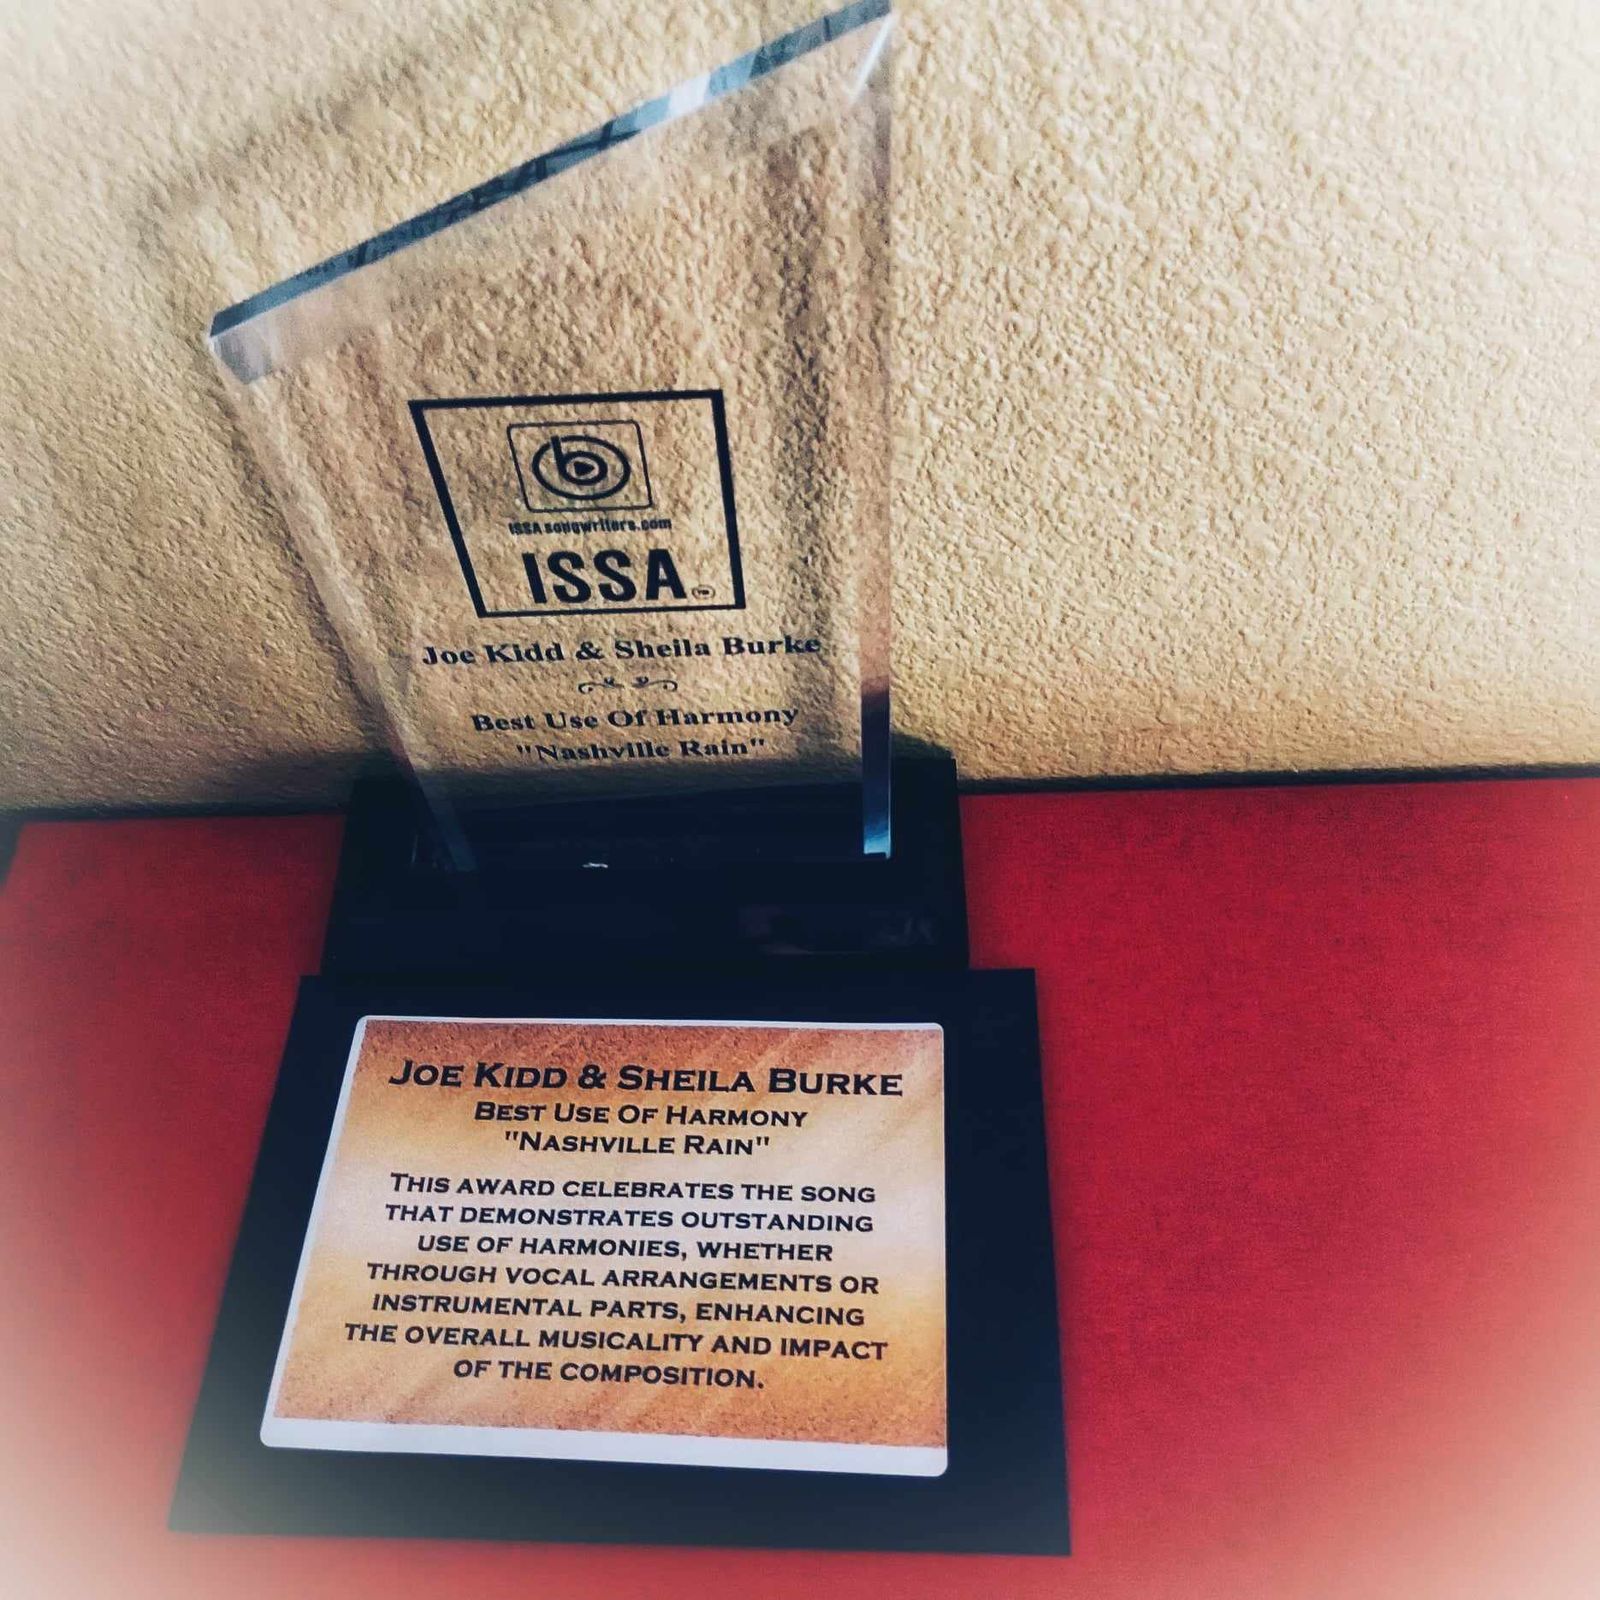 b
ISSAsongwriters.com
ISSA
Joe Kidd & Sheila Burke
Best Use Of Harmony
"Nashville Rain"
JOE KIDD & SHEILA BURKE
BEST USE OF HARMONY
"NASHVILLE RAIN"
THIS AWARD CELEBRATES THE SONG
THAT DEMONSTRATES OUTSTANDING
USE OF HARMONIES, WHETHER
THROUGH VOCAL ARRANGEMENTS OR
INSTRUMENTAL PARTS, ENHANCING
THE OVERALL MUSICALITY AND IMPACT
OF THE COMPOSITION.